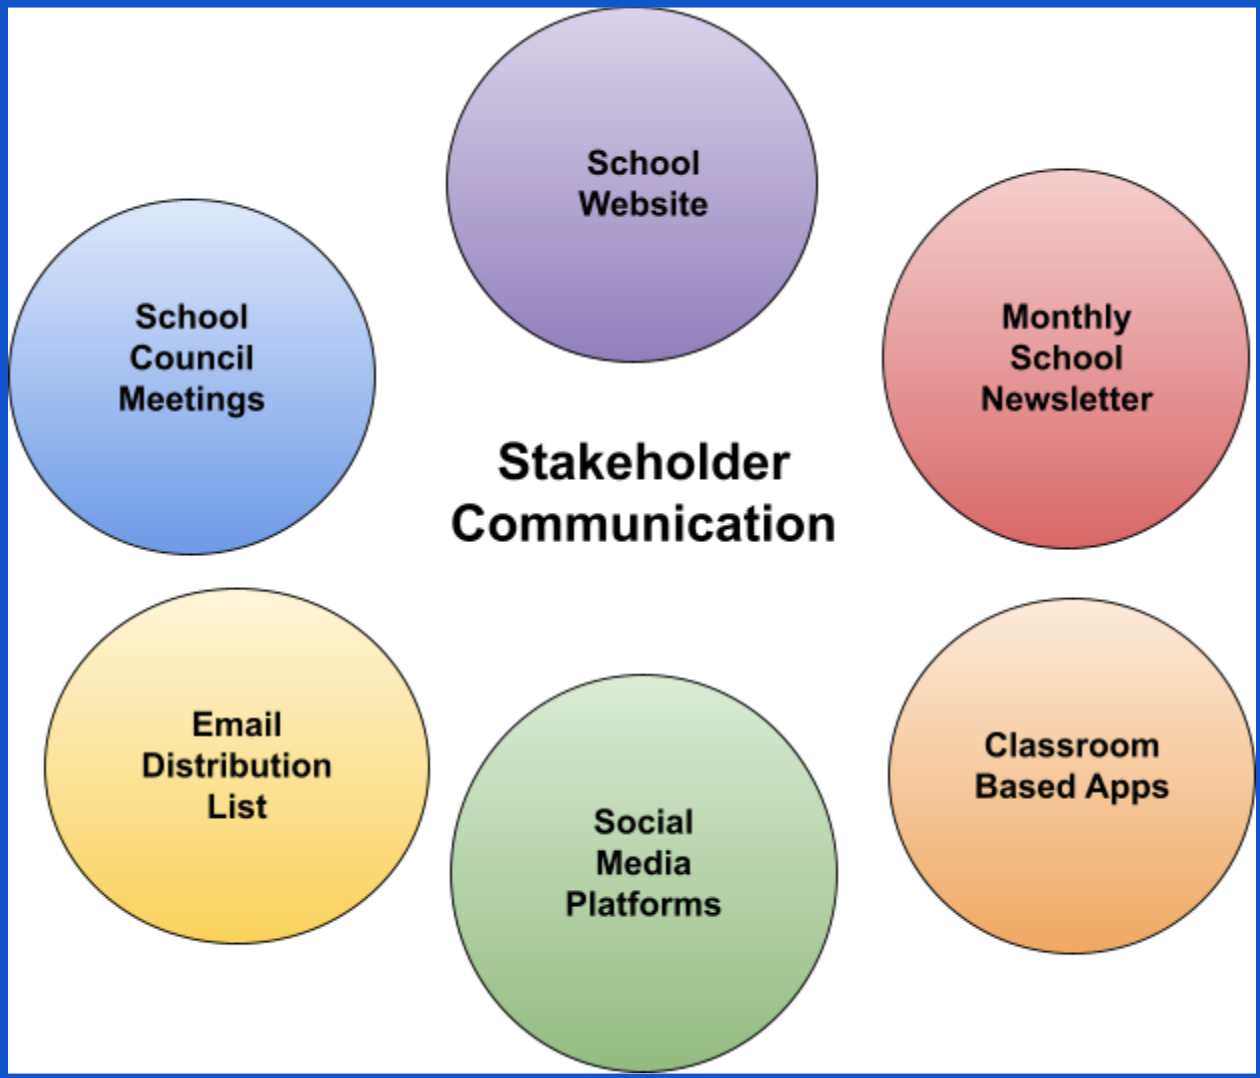 School
Website
School
Council
Meetings
Monthly
School
Newsletter
Stakeholder
Communication
Email
Distribution
List
Classroom
Based Apps
Social
Media
Platforms